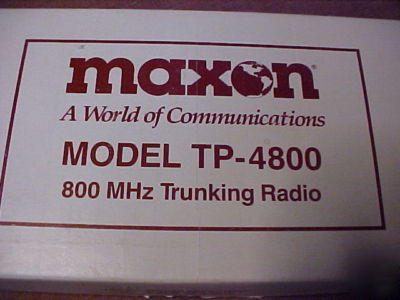 maxon®
A World of Communications
MODEL TP-4800
800 MHz Trunking Radio